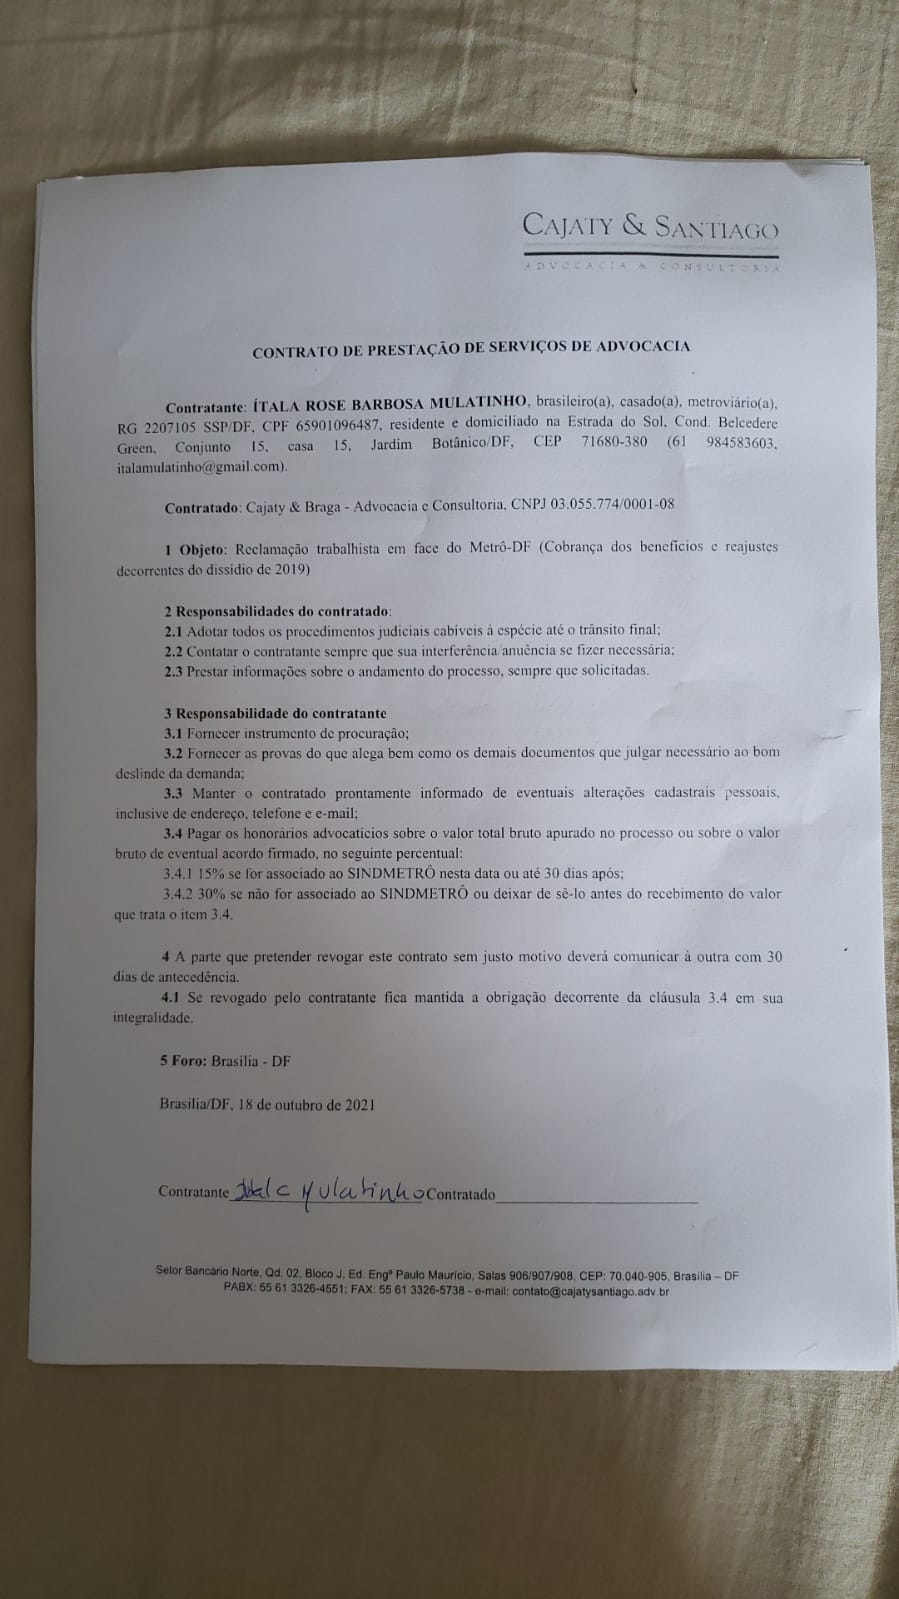 CAJATY & SANTIAGO
ADVOCACIA & CONSULTORIA
CONTRATO DE PRESTAÇÃO DE SERVIÇOS DE ADVOCACIA
Contratante: ÍTALA ROSE BARBOSA MULATINHO, brasileiro(a), casado(a), metroviário(a),
RG 2207105 SSP/DF, CPF 65901096487, residente e domiciliado na Estrada do Sol, Cond. Belcedere
Green, Conjunto 15, casa 15, Jardim Botânico/DF, CEP 71680-380 (61 984583603,
italamulatinho@gmail.com).
Contratado: Cajaty & Braga - Advocacia e Consultoria, CNPJ 03.055.774/0001-08
1 Objeto: Reclamação trabalhista em face do Metrô-DF (Cobrança dos benefícios e reajustes
decorrentes do dissidio de 2019)
2 Responsabilidades do contratado:
2.1 Adotar todos os procedimentos judiciais cabíveis à espécie até o trânsito final;
2.2 Contatar o contratante sempre que sua interferência/anuência se fizer necessária;
2.3 Prestar informações sobre o andamento do processo, sempre que solicitadas.
3 Responsabilidade do contratante
3.1 Fornecer instrumento de procuração;
3.2 Fornecer as provas do que alega bem como os demais documentos que julgar necessário ao bom
deslinde da demanda;
3.3 Manter o contratado prontamente informado de eventuais alterações cadastrais pessoais,
inclusive de endereço, telefone e e-mail;
3.4 Pagar os honorários advocatícios sobre o valor total bruto apurado no processo ou sobre o valor
bruto de eventual acordo firmado, no seguinte percentual:
3.4.1 15% se for associado ao SINDMETRÔ nesta data ou até 30 dias após;
3.4.2 30% se não for associado ao SINDMETRÔ ou deixar de sê-lo antes do recebimento do valor
que trata o item 3.4.
4 A parte que pretender revogar este contrato sem justo motivo deverá comunicar à outra com 30
dias de antecedência.
4.1 Se revogado pelo contratante fica mantida a obrigação decorrente da cláusula 3.4 em sua
integralidade.
5 Foro: Brasília - DF
Brasília/DF, 18 de outubro de 2021
Contratante Itala Mulatinho Contratado
Setor Bancário Norte, Qd. 02, Bloco J, Ed. Engº Paulo Maurício, Salas 906/907/908, CEP: 70.040-905, Brasília – DF
PABX: 55 61 3326-4551; FAX: 55 61 3326-5738 - e-mail: contato@cajatysantiago.adv.br